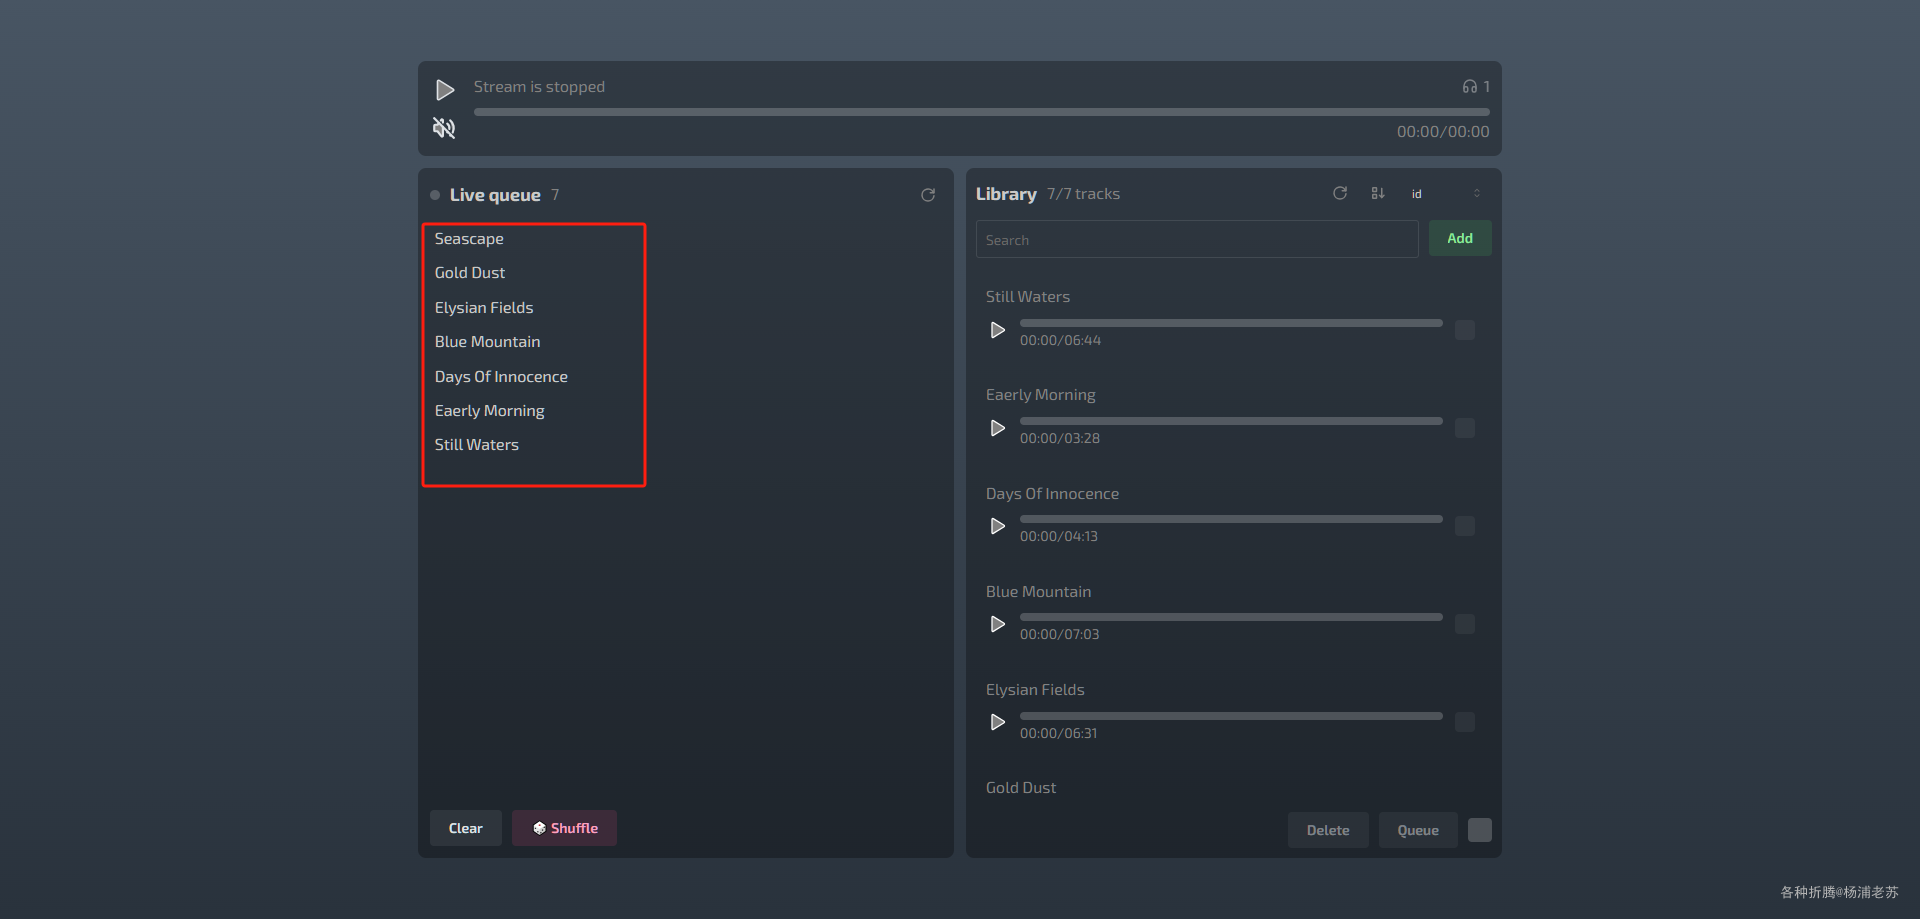 Stream is stopped
1
00:00/00:00
Live queue 7
Seascape
Gold Dust
Elysian Fields
Blue Mountain
Days Of Innocence
Eaerly Morning
Still Waters
Clear
Shuffle
Library 7/7 tracks
id
Search
Add
Still Waters
00:00/06:44
Eaerly Morning
00:00/03:28
Days Of Innocence
00:00/04:13
Blue Mountain
00:00/07:03
Elysian Fields
00:00/06:31
Gold Dust
Delete
Queue
各种折腾@杨浦老苏